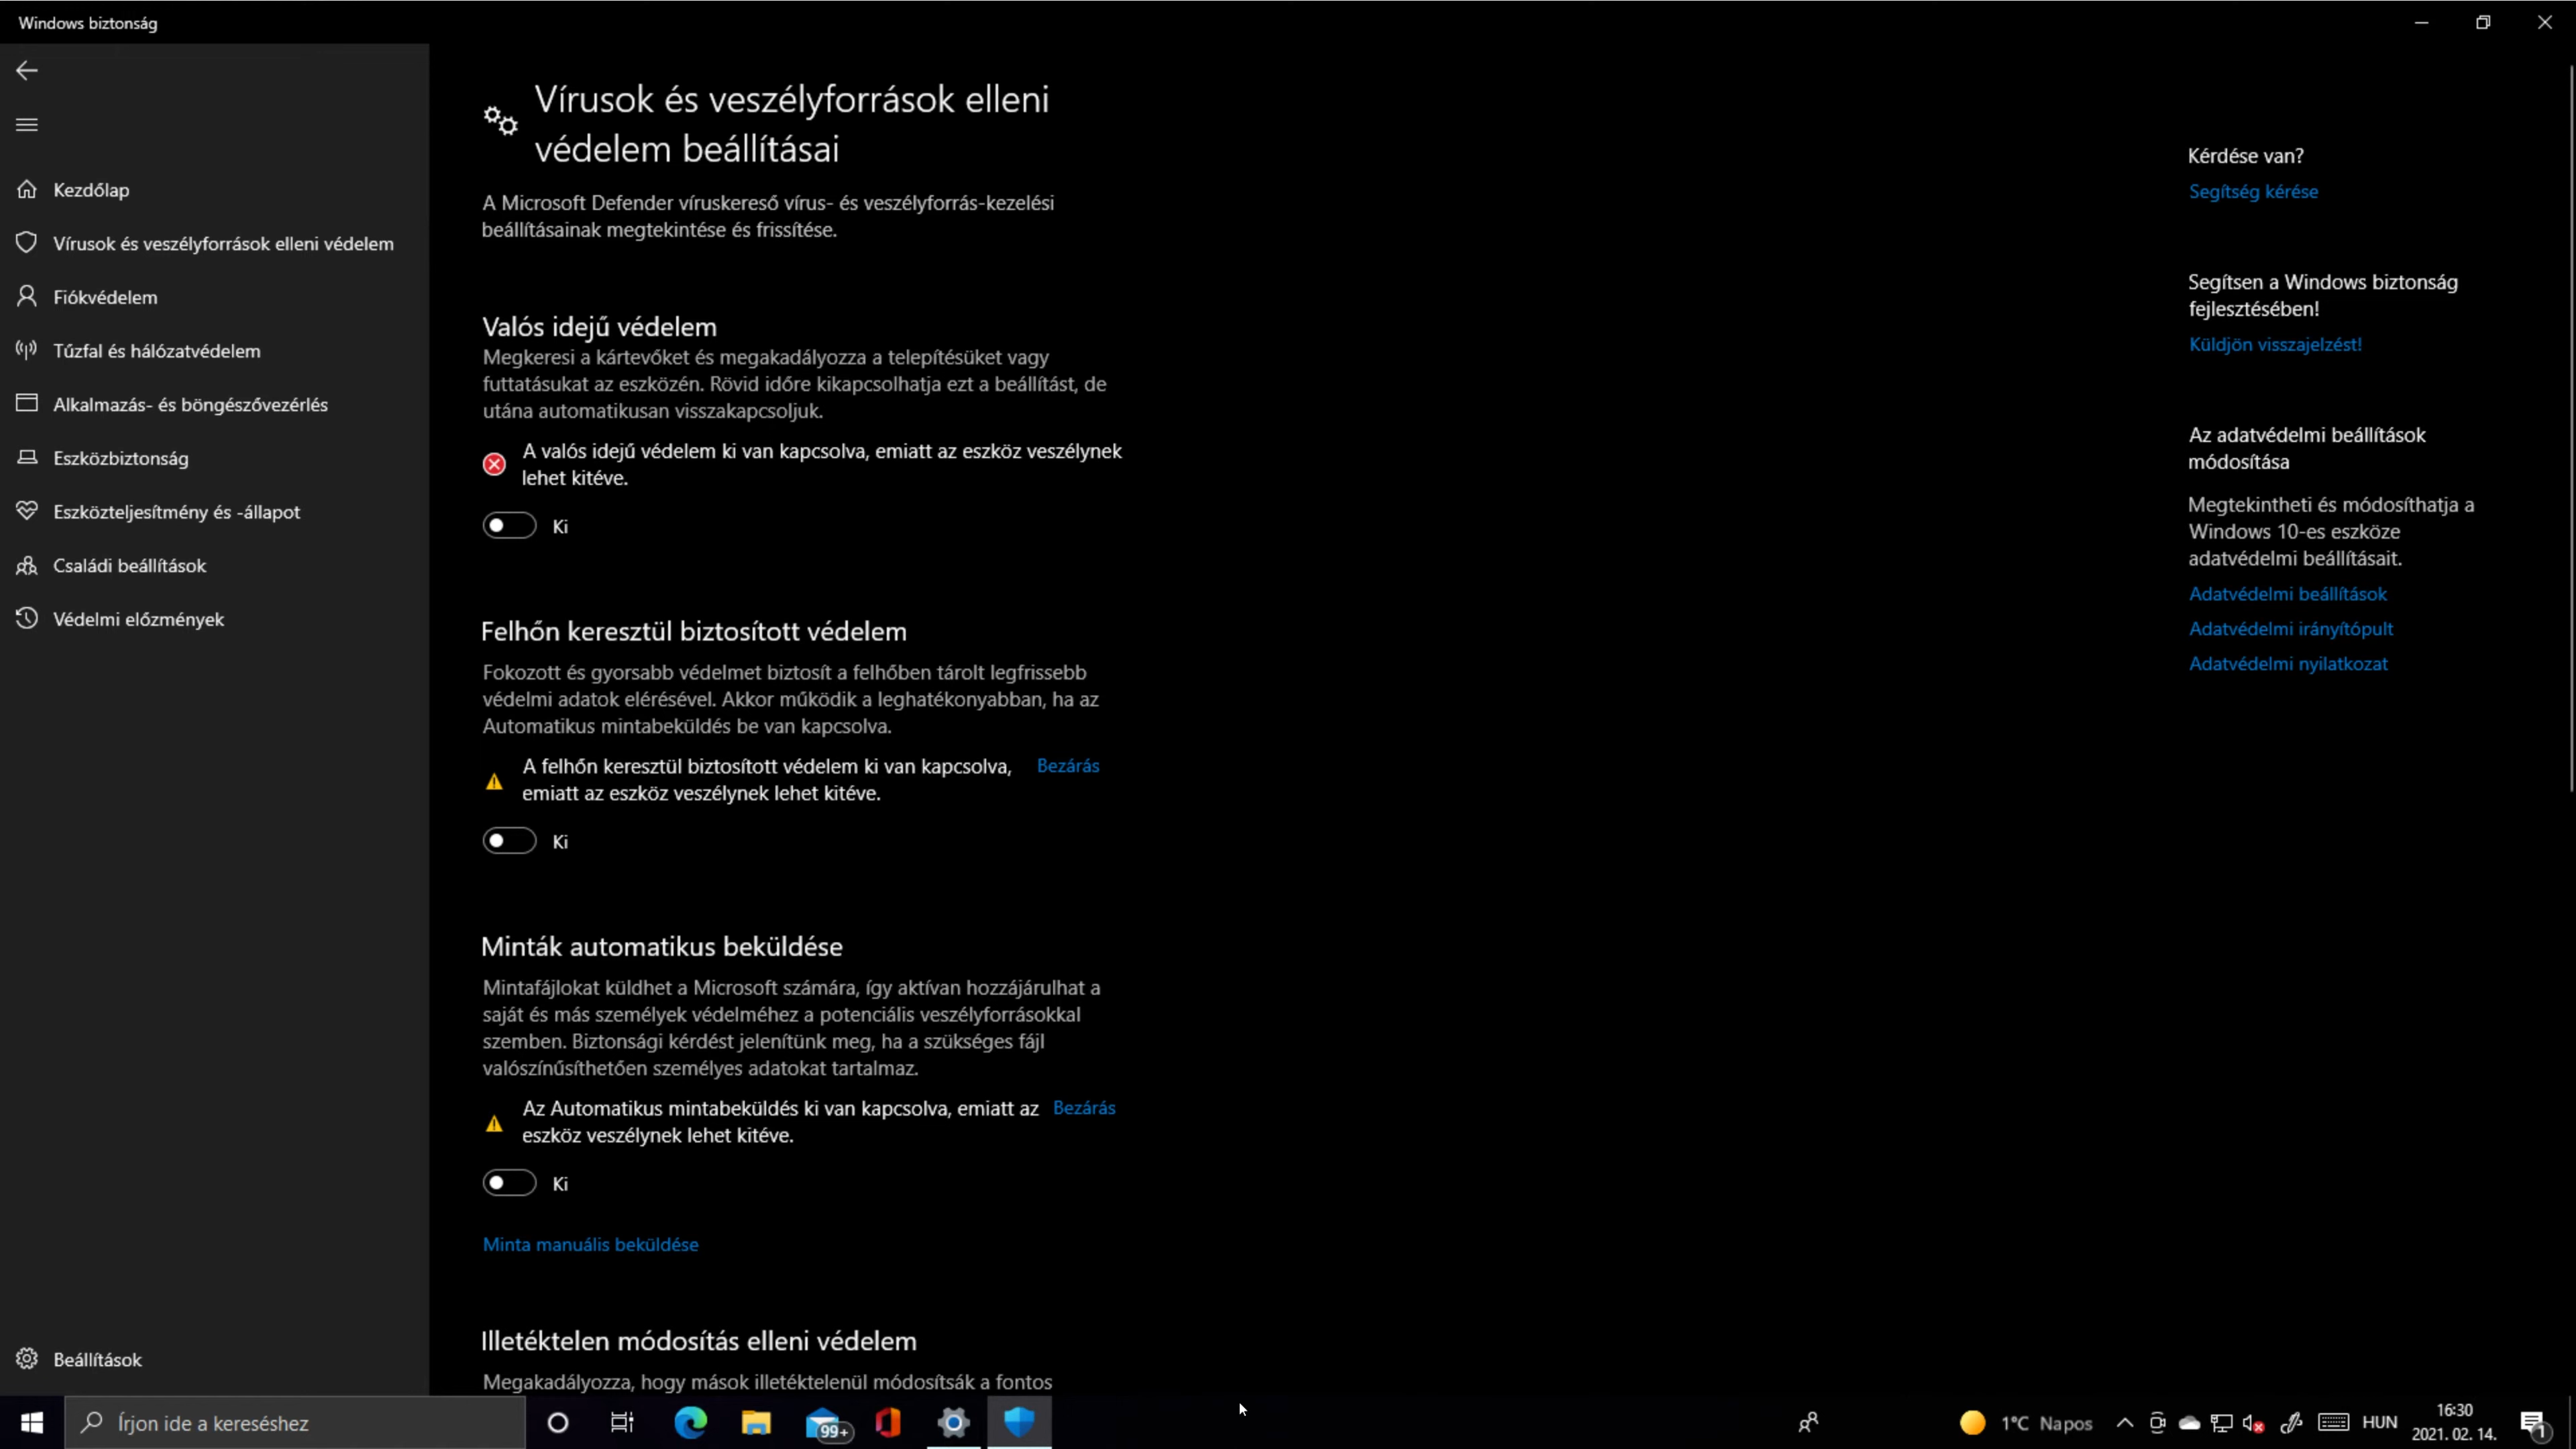 Windows biztonság
Kezdőlap
Vírusok és veszélyforrások elleni védelem
Fiókvédelem
Tűzfal és hálózatvédelem
Alkalmazás- és böngészővezérlés
Eszközbiztonság
Eszközteljesítmény és -állapot
Családi beállítások
Védelmi előzmények
Beállítások
Vírusok és veszélyforrások elleni
védelem beállításai
A Microsoft Defender víruskereső vírus- és veszélyforrás-kezelési
beállításainak megtekintése és frissítése.
Valós idejű védelem
Megkeresi a kártevőket és megakadályozza a telepítésüket vagy
futtatásukat az eszközén. Rövid időre kikapcsolhatja ezt a beállítást, de
utána automatikusan visszakapcsoljuk.
A valós idejű védelem ki van kapcsolva, emiatt az eszköz veszélynek
lehet kitéve.
Ki
Felhőn keresztül biztosított védelem
Fokozott és gyorsabb védelmet biztosít a felhőben tárolt legfrissebb
védelmi adatok elérésével. Akkor működik a leghatékonyabban, ha az
Automatikus mintabeküldés be van kapcsolva.
A felhőn keresztül biztosított védelem ki van kapcsolva, Bezárás
emiatt az eszköz veszélynek lehet kitéve.
Ki
Minták automatikus beküldése
Mintafájlokat küldhet a Microsoft számára, így aktívan hozzájárulhat a
saját és más személyek védelméhez a potenciális veszélyforrásokkal
szemben. Biztonsági kérdést jelenítünk meg, ha a szükséges fájl
valószínűsíthetően személyes adatokat tartalmaz.
Az Automatikus mintabeküldés ki van kapcsolva, emiatt az Bezárás
eszköz veszélynek lehet kitéve.
Ki
Minta manuális beküldése
Illetéktelen módosítás elleni védelem
Megakadályozza, hogy mások illetéktelenül módosítsák a fontos
Kérdése van?
Segítség kérése
Segítsen a Windows biztonság
fejlesztésében!
Küldjön visszajelzést!
Az adatvédelmi beállítások
módosítása
Megtekintheti és módosíthatja a
Windows 10-es eszköze
adatvédelmi beállításait.
Adatvédelmi beállítások
Adatvédelmi irányítópult
Adatvédelmi nyilatkozat
Írjon ide a kereséshez
99+
1°C Napos
HUN
16:30
2021. 02. 14.
1